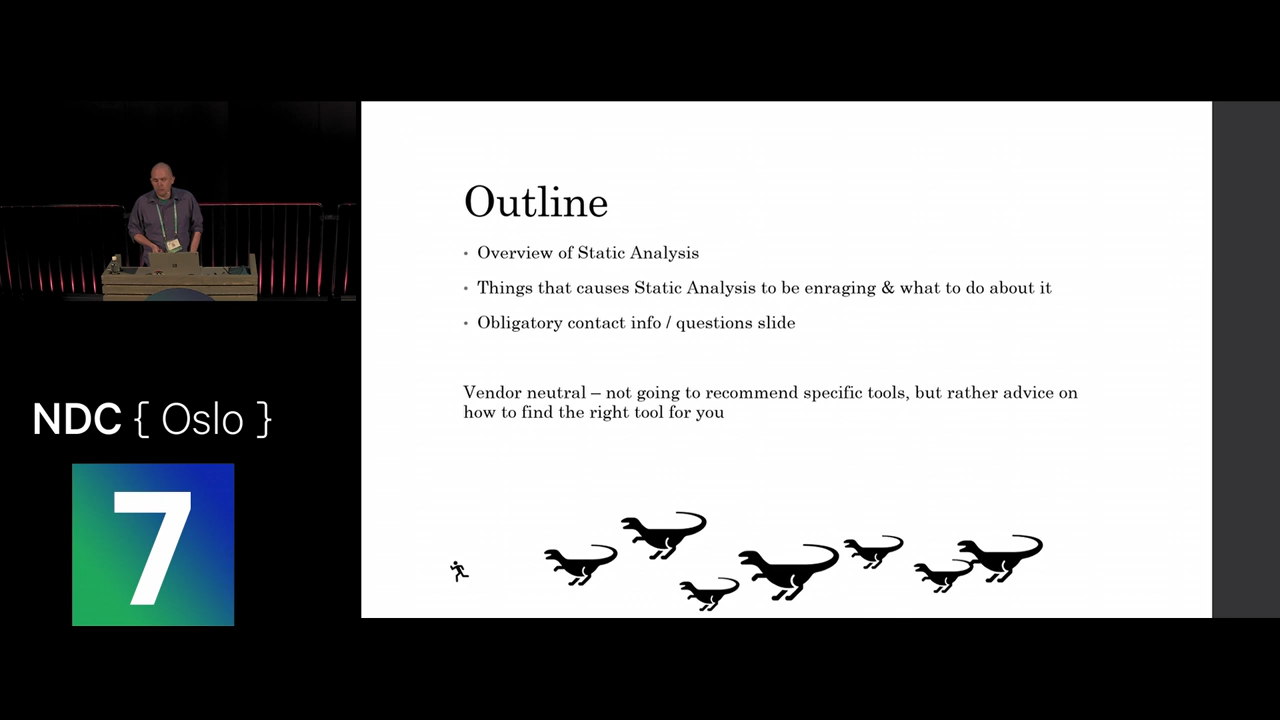 Outline
• Overview of Static Analysis
• Things that causes Static Analysis to be enraging & what to do about it
• Obligatory contact info / questions slide
Vendor neutral – not going to recommend specific tools, but rather advice on
how to find the right tool for you
NDC { Oslo }
7